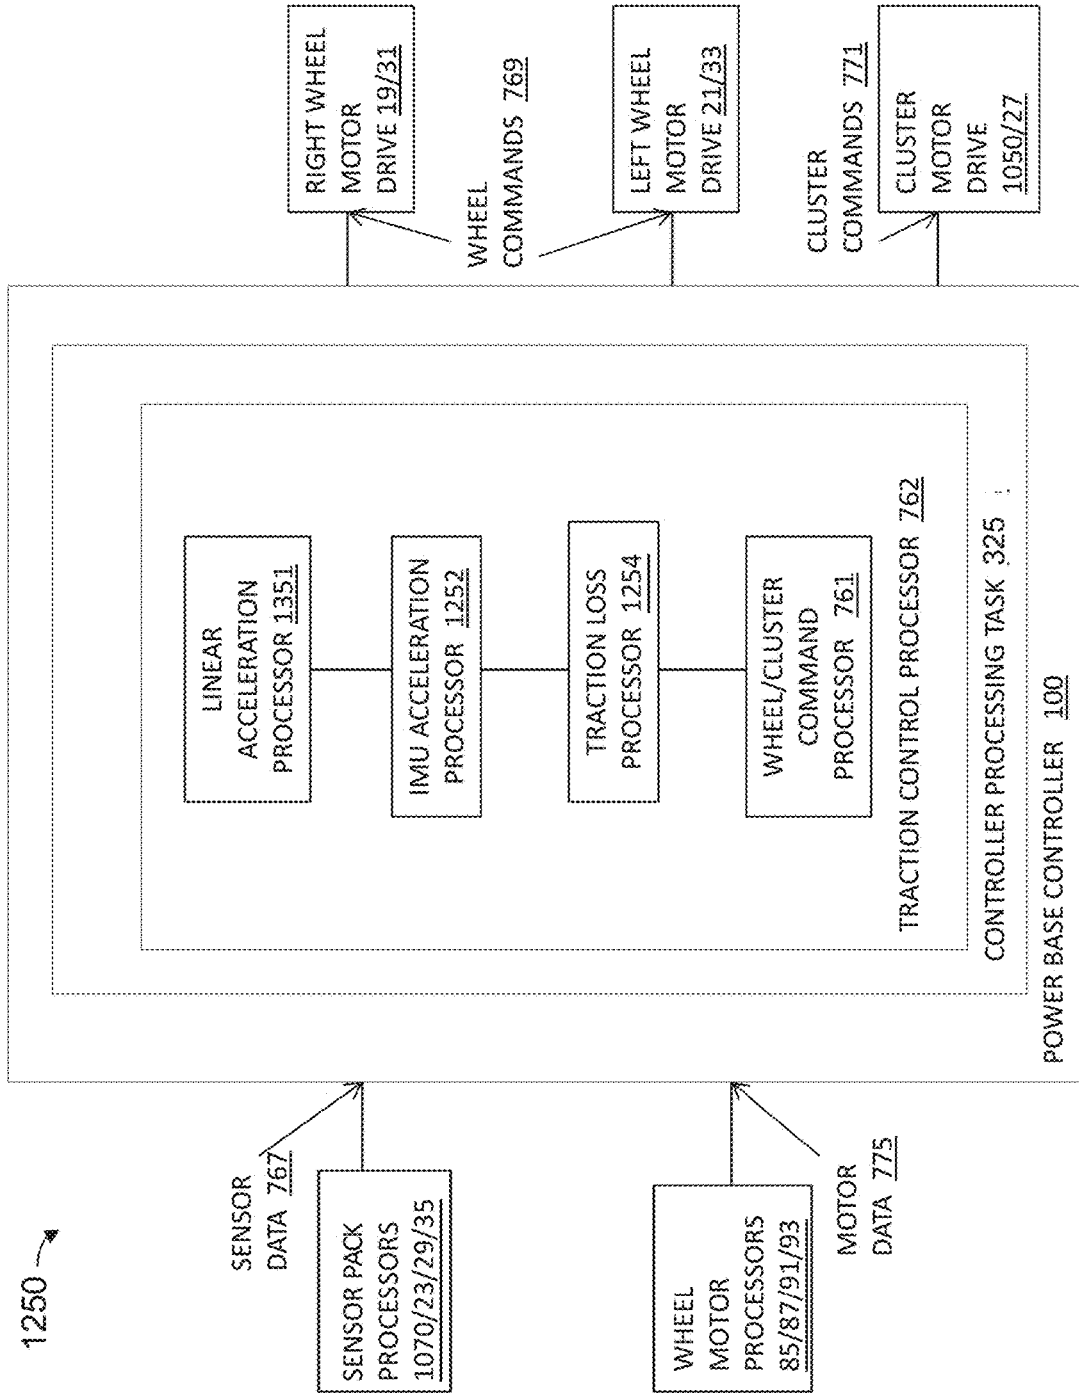 1250
SENSOR
DATA 767
SENSOR PACK
PROCESSORS
1070/23/29/35
WHEEL
MOTOR
PROCESSORS
85/87/91/93
MOTOR
DATA 775
LINEAR
ACCELERATION
PROCESSOR 1351
IMU ACCELERATION
PROCESSOR 1252
TRACTION LOSS
PROCESSOR 1254
WHEEL/CLUSTER
COMMAND
PROCESSOR 761
TRACTION CONTROL PROCESSOR 762
CONTROLLER PROCESSING TASK 325
POWER BASE CONTROLLER 100
RIGHT WHEEL
MOTOR
DRIVE 19/31
WHEEL
COMMANDS 769
LEFT WHEEL
MOTOR
DRIVE 21/33
CLUSTER
COMMANDS 771
CLUSTER
MOTOR
DRIVE
1050/27